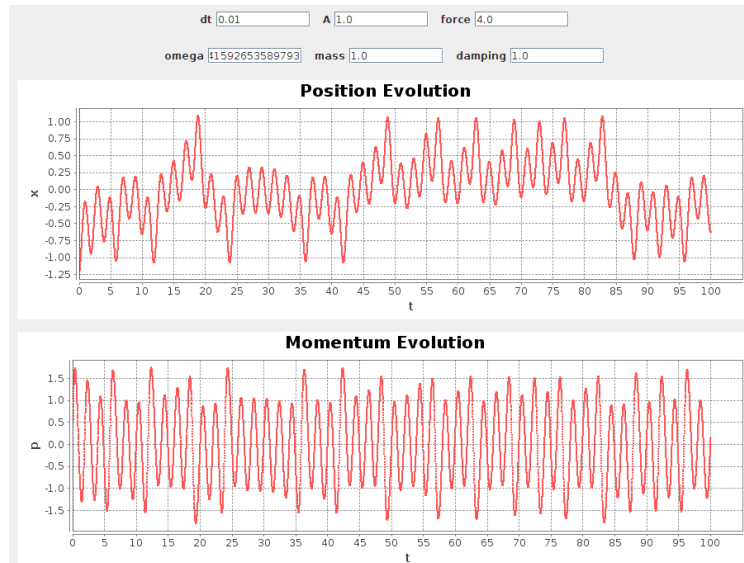 dt 0.01 A 1.0 force 4.0
omega 41592653589793 mass 1.0 damping 1.0
Position Evolution
1.00
0.75
0.50
0.25
0.00
-0.25
-0.50
-0.75
-1.00
-1.25
x
0 5 10 15 20 25 30 35 40 45 50 55 60 65 70 75 80 85 90 95 100
t
Momentum Evolution
1.5
1.0
0.5
0.0
-0.5
-1.0
-1.5
p
0 5 10 15 20 25 30 35 40 45 50 55 60 65 70 75 80 85 90 95 100
t